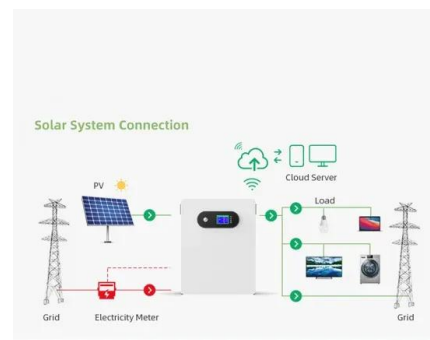 Solar System Connection
Cloud Server
PV
Load
Grid
Electricity Meter
Grid